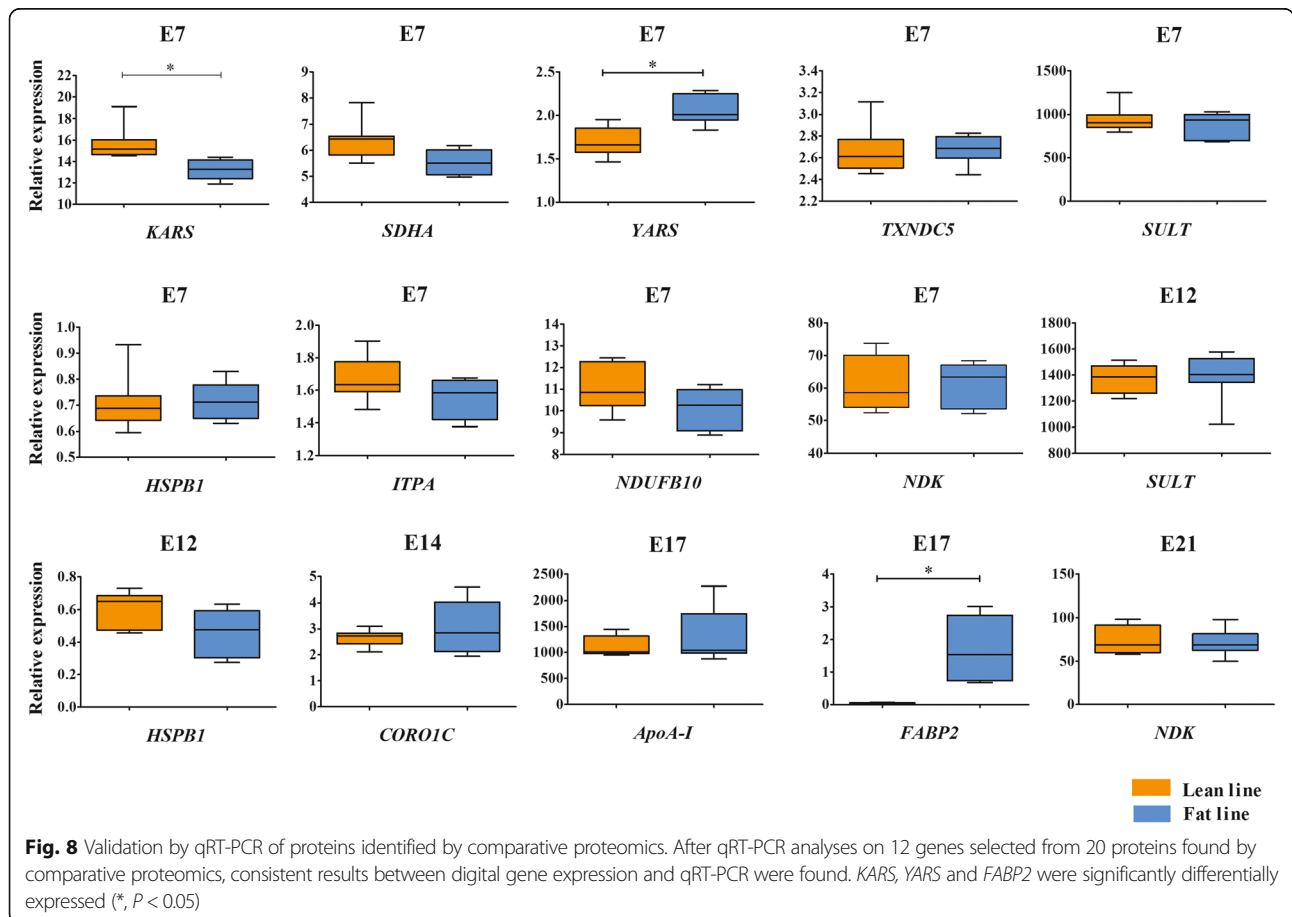 E7 E7 E7 E7 E7
Relative expression
22 20 18 16 14 12 10
*
KARS
9 8 7 6 5 4
SDHA
2.5 2.0 1.5 1.0
*
YARS
3.4 3.2 3.0 2.8 2.6 2.4 2.2
TXNDC5
1500 1000 500 0
SULT
E7 E7 E7 E7 E12
Relative expression
1.0 0.9 0.8 0.7 0.6 0.5
HSPB1
2.0 1.8 1.6 1.4 1.2
ITPA
14 13 12 11 10 9 8
NDUFB10
80 70 60 50 40
NDK
1800 1600 1400 1200 1000 800
SULT
E12 E14 E17 E17 E21
Relative expression
0.8 0.6 0.4 0.2 0.0
HSPB1
5 4 3 2 1 0
CORO1C
2500 2000 1500 1000 500 0
ApoA-I
4 3 2 1 0
*
FABP2
150 100 50 0
NDK
Lean line
Fat line
Fig. 8 Validation by qRT-PCR of proteins identified by comparative proteomics. After qRT-PCR analyses on 12 genes selected from 20 proteins found by
comparative proteomics, consistent results between digital gene expression and qRT-PCR were found. KARS, YARS and FABP2 were significantly differentially
expressed (*, P < 0.05)